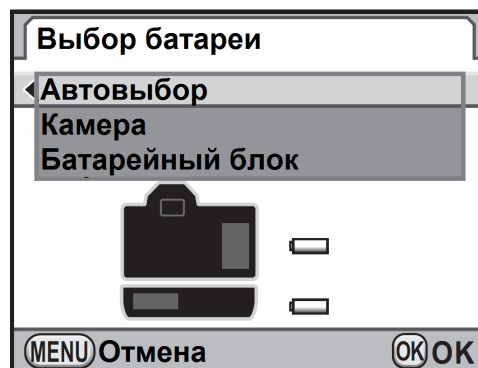 Выбор батареи
Автовыбор
Камера
Батарейный блок
MENU Отмена
OK OK